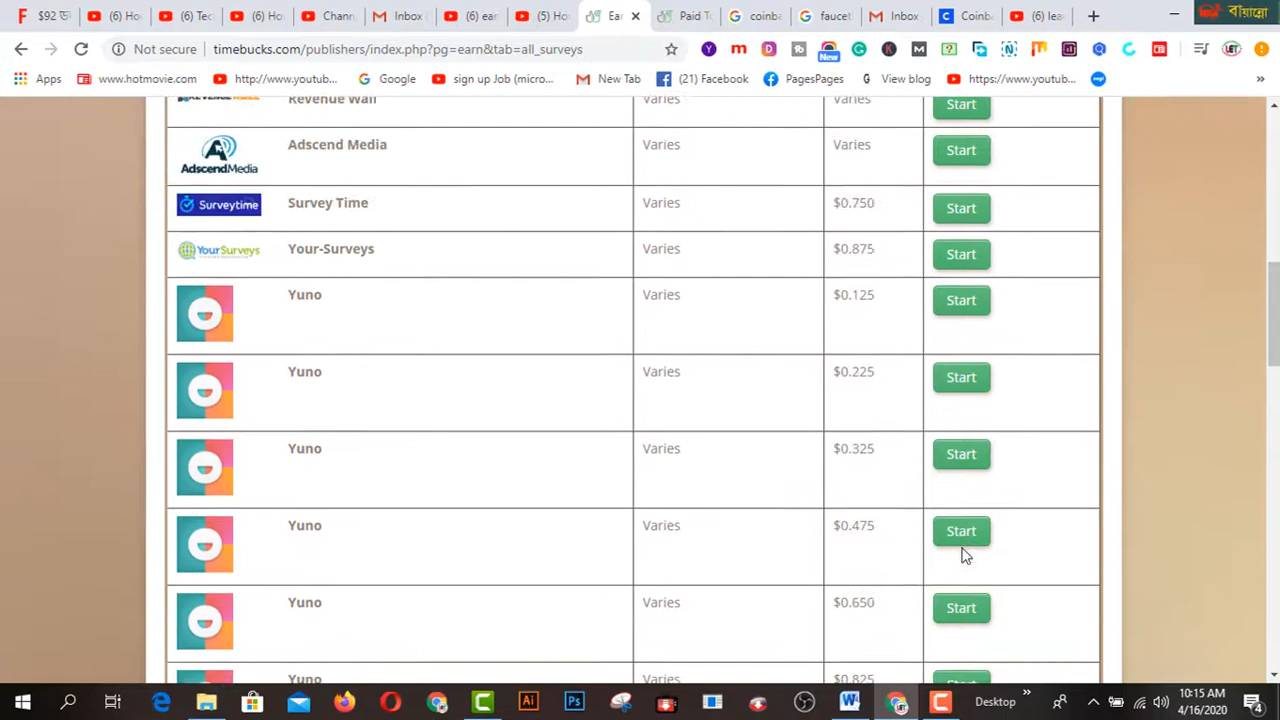 $92 উ
(6) Ho
(6) Tec
(6) Ho
Chann
Inbox (
(6) ear
(5) Ho
Ear
Paid To
coinba
faucet
Inbox
Coinba
(6) lea
বায়ান্নো
Not secure
timebucks.com/publishers/index.php?pg=earn&tab=all_surveys
New
Apps
www.hotmovie.com
http://www.youtub...
Google
sign up Job (micro...
New Tab
(21) Facebook
PagesPages
View blog
https://www.youtub...
Revenue Wall
Varies
Varies
Start
AdscendMedia
Adscend Media
Varies
Varies
Start
Surveytime
Survey Time
Varies
$0.750
Start
YourSurveys
Your-Surveys
Varies
$0.875
Start
Yuno
Varies
$0.125
Start
Yuno
Varies
$0.225
Start
Yuno
Varies
$0.325
Start
Yuno
Varies
$0.475
Start
Yuno
Varies
$0.650
Start
Yuno
Varies
$0.825
Desktop
10:15 AM
4/16/2020